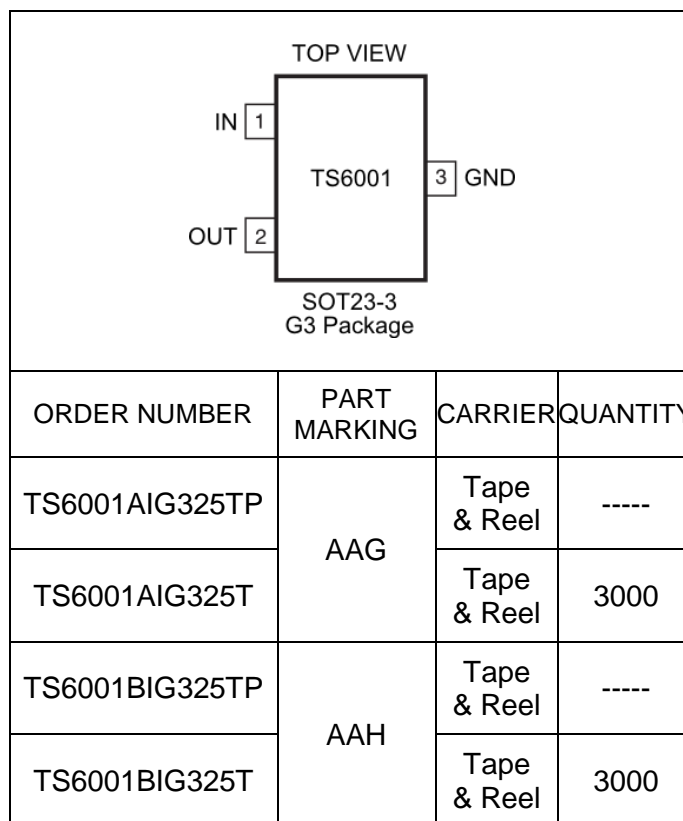 TOP VIEW
IN 1
TS6001
3 GND
OUT 2
SOT23-3
G3 Package
ORDER NUMBER
PART
MARKING
CARRIER
QUANTITY
TS6001AIG325TP
AAG
Tape
& Reel
-----
TS6001AIG325T
Tape
& Reel
3000
TS6001BIG325TP
AAH
Tape
& Reel
-----
TS6001BIG325T
Tape
& Reel
3000